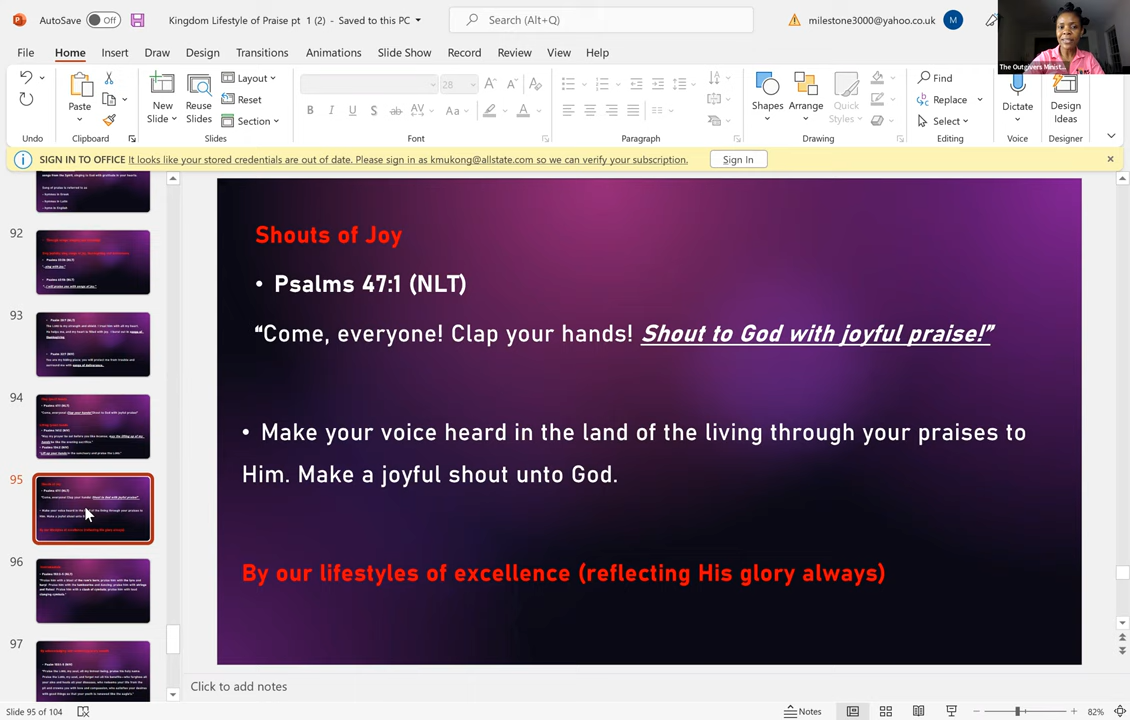 AutoSave Off
Kingdom Lifestyle of Praise pt 1 (2) - Saved to this PC
Search (Alt+Q)
milestone3000@yahoo.co.uk
M
The Outgivers Minist...
File Home Insert Draw Design Transitions Animations Slide Show Record Review View Help
Paste
New
Slide
Reuse
Slides
Layout
Reset
Section
28
B I U S ab AV Aa A
Shapes
Arrange
Quick
Styles
Find
Replace
Select
Dictate
Design
Ideas
Undo Clipboard Slides Font Paragraph Drawing Editing Voice Designer
SIGN IN TO OFFICE It looks like your stored credentials are out of date. Please sign in as kmukong@allstate.com so we can verify your subscription. Sign In
92
93
94
95
96
97
Shouts of Joy
• Psalms 47:1 (NLT)
“Come, everyone! Clap your hands! Shout to God with joyful praise!”
• Make your voice heard in the land of the living through your praises to
Him. Make a joyful shout unto God.
By our lifestyles of excellence (reflecting His glory always)
Click to add notes
Slide 95 of 104
Notes
82%